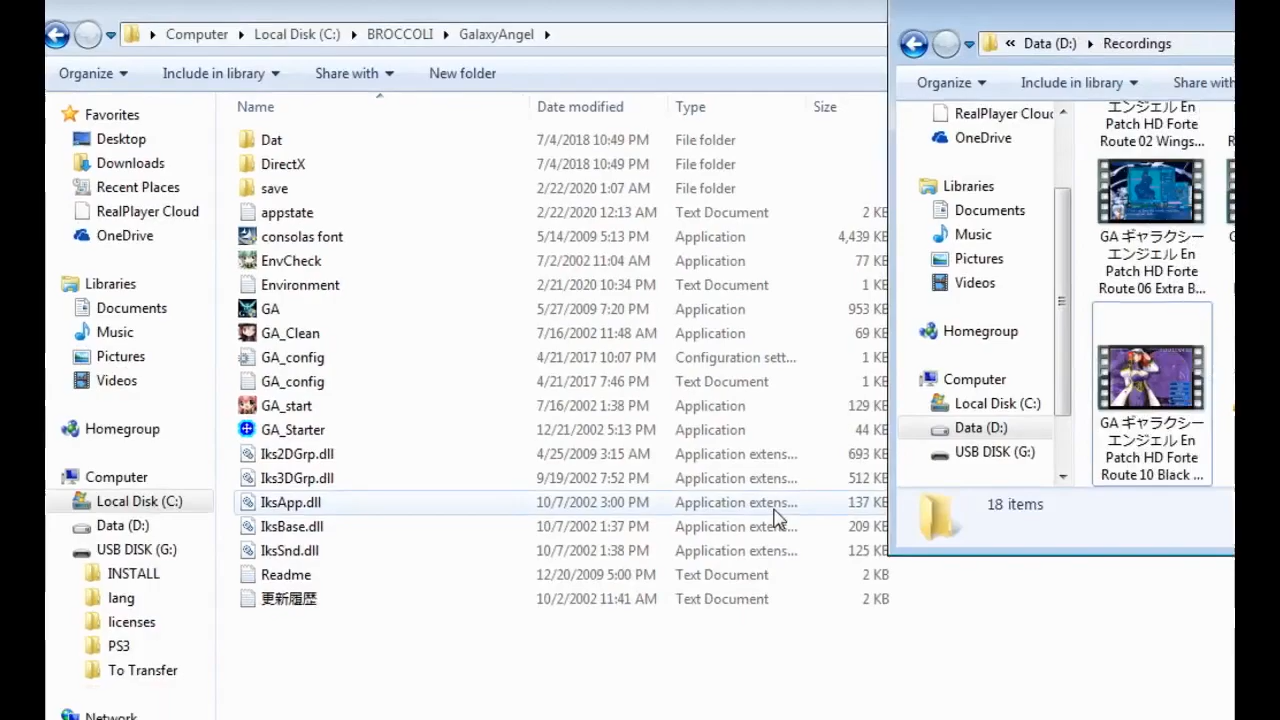 Computer Local Disk (C:) BROCCOLI GalaxyAngel
Organize Include in library Share with New folder
Favorites
Desktop
Downloads
Recent Places
RealPlayer Cloud
OneDrive
Libraries
Documents
Music
Pictures
Videos
Homegroup
Computer
Local Disk (C:)
Data (D:)
USB DISK (G:)
INSTALL
lang
licenses
PS3
To Transfer
Network
Name Date modified Type Size
Dat 7/4/2018 10:49 PM File folder
DirectX 7/4/2018 10:49 PM File folder
save 2/22/2020 1:07 AM File folder
appstate 2/22/2020 12:13 AM Text Document 2 KB
consolas font 5/14/2009 5:13 PM Application 4,439 KB
EnvCheck 7/2/2002 11:04 AM Application 77 KB
Environment 2/21/2020 10:34 PM Text Document 1 KB
GA 5/27/2009 7:20 PM Application 953 KB
GA_Clean 7/16/2002 11:48 AM Application 69 KB
GA_config 4/21/2017 10:07 PM Configuration sett... 1 KB
GA_config 4/21/2017 7:46 PM Text Document 1 KB
GA_start 7/16/2002 1:38 PM Application 129 KB
GA_Starter 12/21/2002 5:13 PM Application 44 KB
Iks2DGrp.dll 4/25/2009 3:15 AM Application extens... 693 KB
Iks3DGrp.dll 9/19/2002 7:52 PM Application extens... 512 KB
IksApp.dll 10/7/2002 3:00 PM Application extens... 137 KB
IksBase.dll 10/7/2002 1:37 PM Application extens... 209 KB
IksSnd.dll 10/7/2002 1:38 PM Application extens... 125 KB
Readme 12/20/2009 5:00 PM Text Document 2 KB
更新履歴 10/2/2002 11:41 AM Text Document 2 KB
« Data (D:) Recordings
Organize Include in library Share with
RealPlayer Cloud
OneDrive
Libraries
Documents
Music
Pictures
Videos
Homegroup
Computer
Local Disk (C:)
Data (D:)
USB DISK (G:)
エンジェル En
Patch HD Forte
Route 02 Wings...
GA ギャラクシー
エンジェル En
Patch HD Forte
Route 06 Extra B...
GA ギャラクシー
エンジェル En
Patch HD Forte
Route 10 Black ...
18 items